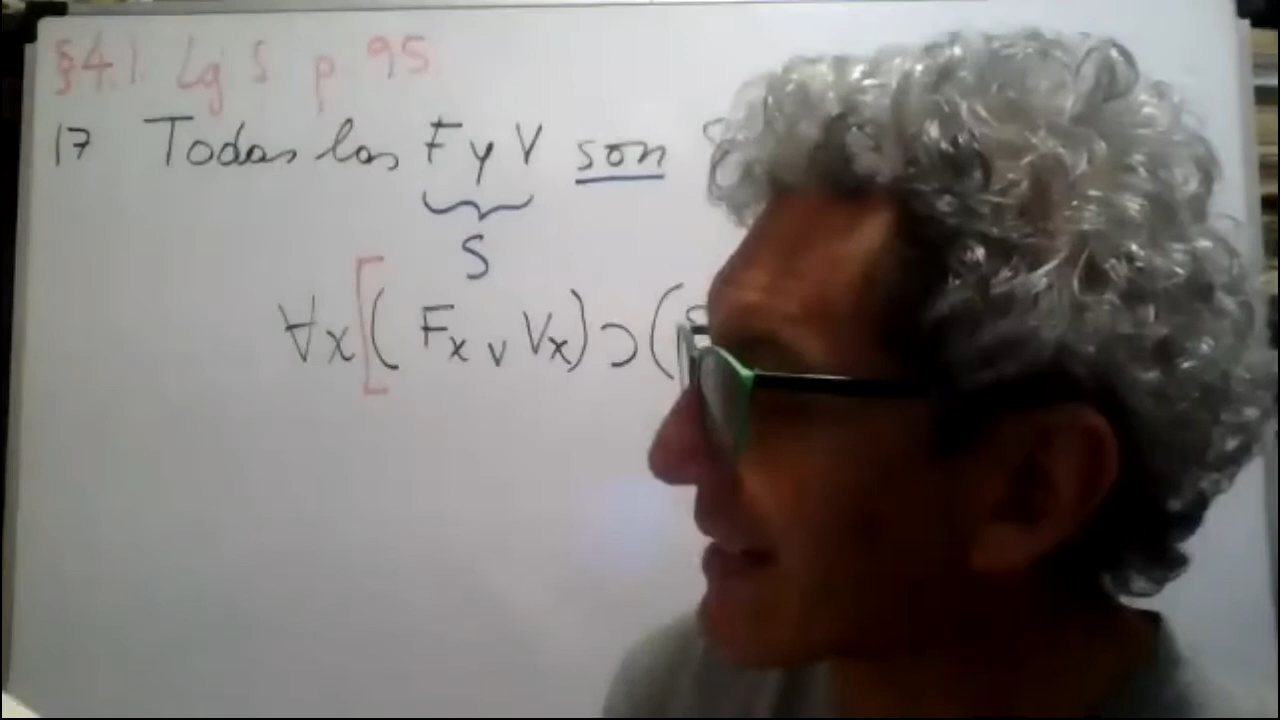 §4.1. Lg S p 95
17 Todas las F y V son
S
∀x[(Fx ∨ Vx)⊃(